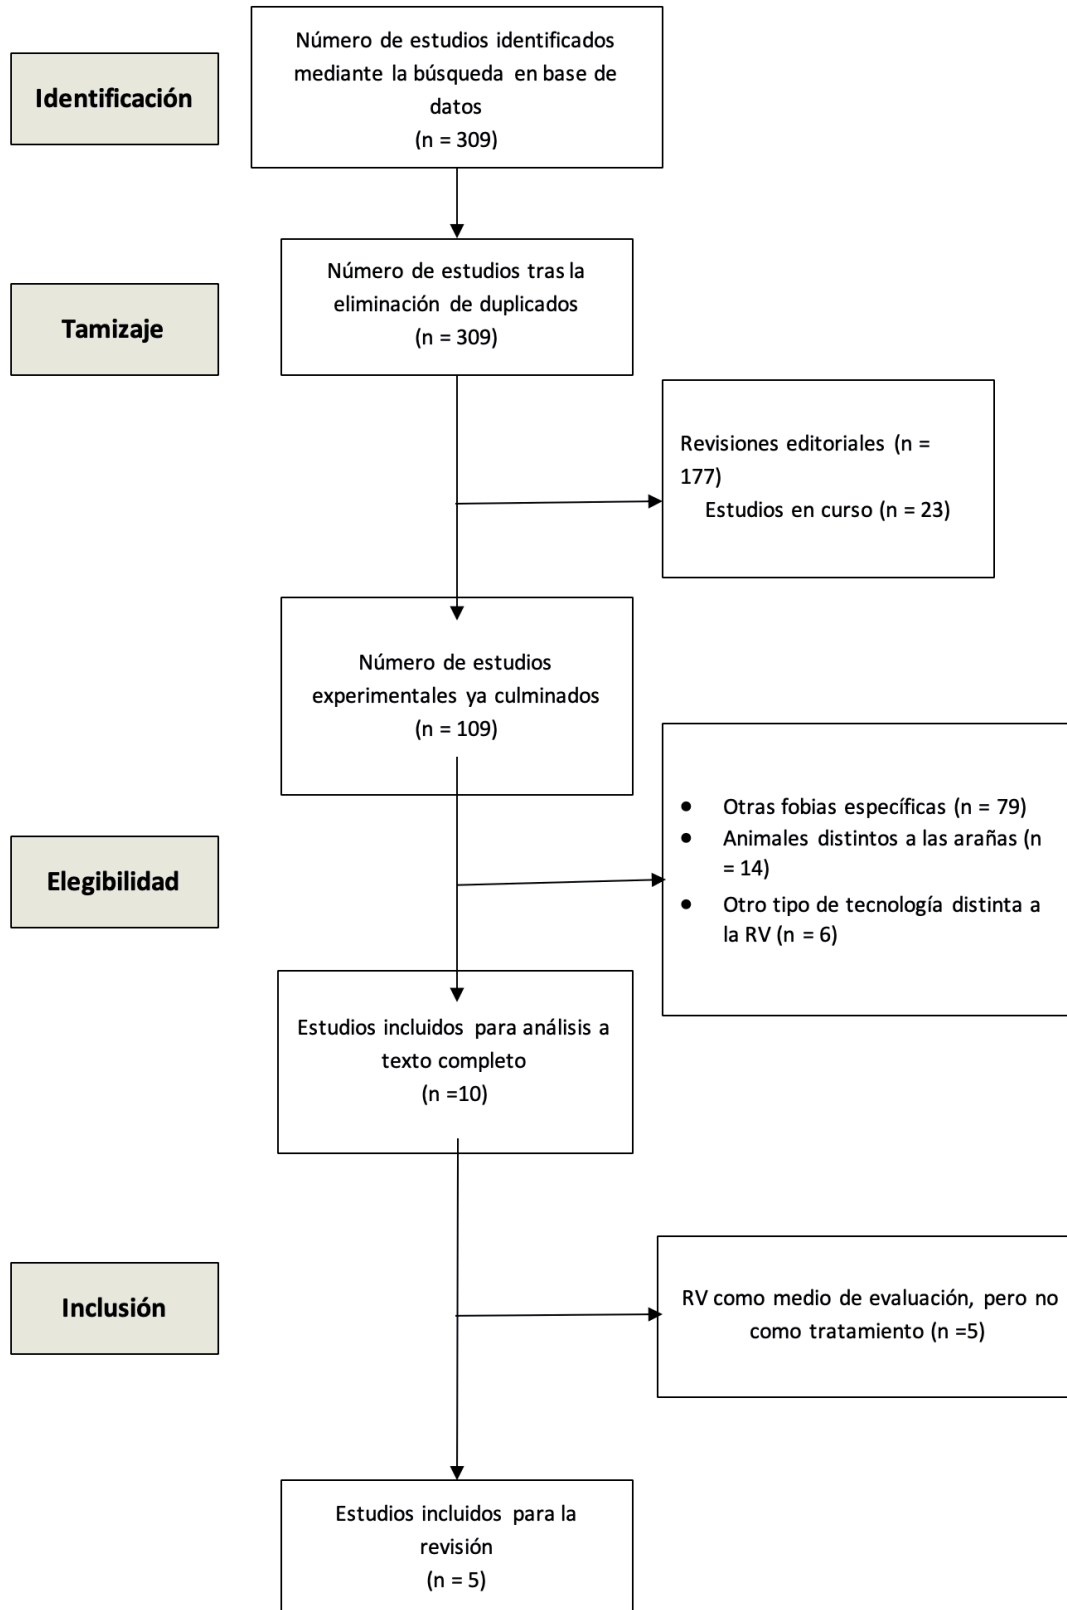 Identificación
Número de estudios identificados
mediante la búsqueda en base de
datos
(n = 309)
Tamizaje
Número de estudios tras la
eliminación de duplicados
(n = 309)
Revisiones editoriales (n =
177)
Estudios en curso (n = 23)
Número de estudios
experimentales ya culminados
(n = 109)
Elegibilidad
● Otras fobias específicas (n = 79)
● Animales distintos a las arañas (n
= 14)
● Otro tipo de tecnología distinta a
la RV (n = 6)
Estudios incluidos para análisis a
texto completo
(n =10)
Inclusión
RV como medio de evaluación, pero no
como tratamiento (n =5)
Estudios incluidos para la
revisión
(n = 5)